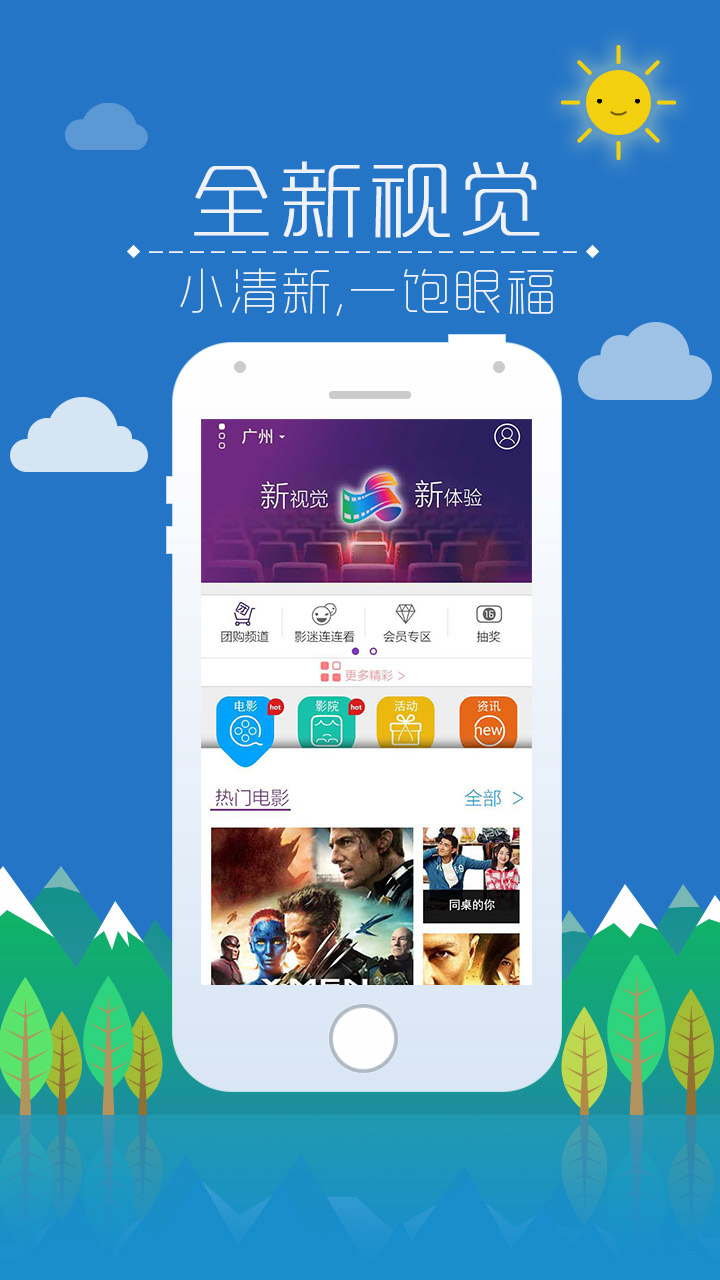 全新视觉
小清新,一饱眼福
广州
新视觉 新体验
团购频道 影迷连连看 会员专区 抽奖
16
更多精彩 >
电影 hot 影院 hot 活动 资讯
new
热门电影 全部 >
同桌的你
X-MEN